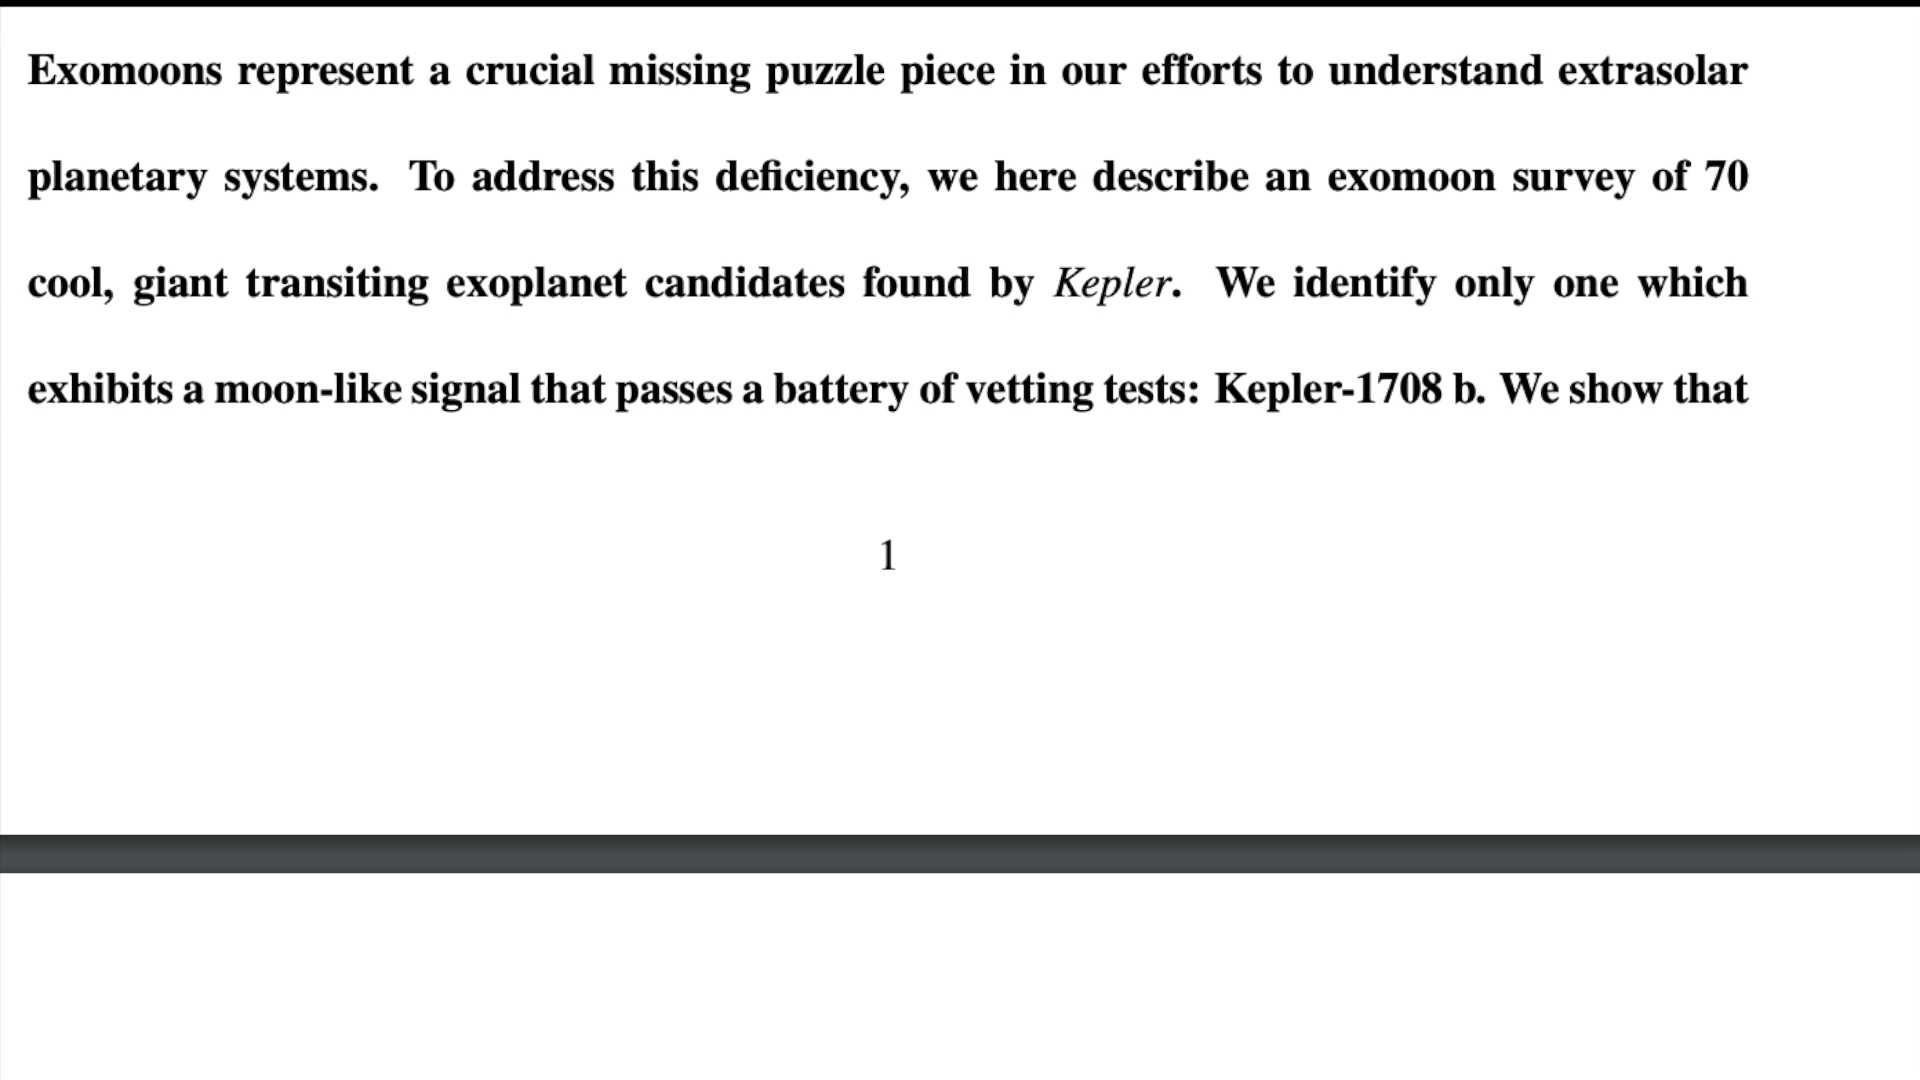 Exomoons represent a crucial missing puzzle piece in our efforts to understand extrasolar
planetary systems. To address this deficiency, we here describe an exomoon survey of 70
cool, giant transiting exoplanet candidates found by Kepler. We identify only one which
exhibits a moon-like signal that passes a battery of vetting tests: Kepler-1708 b. We show that
1